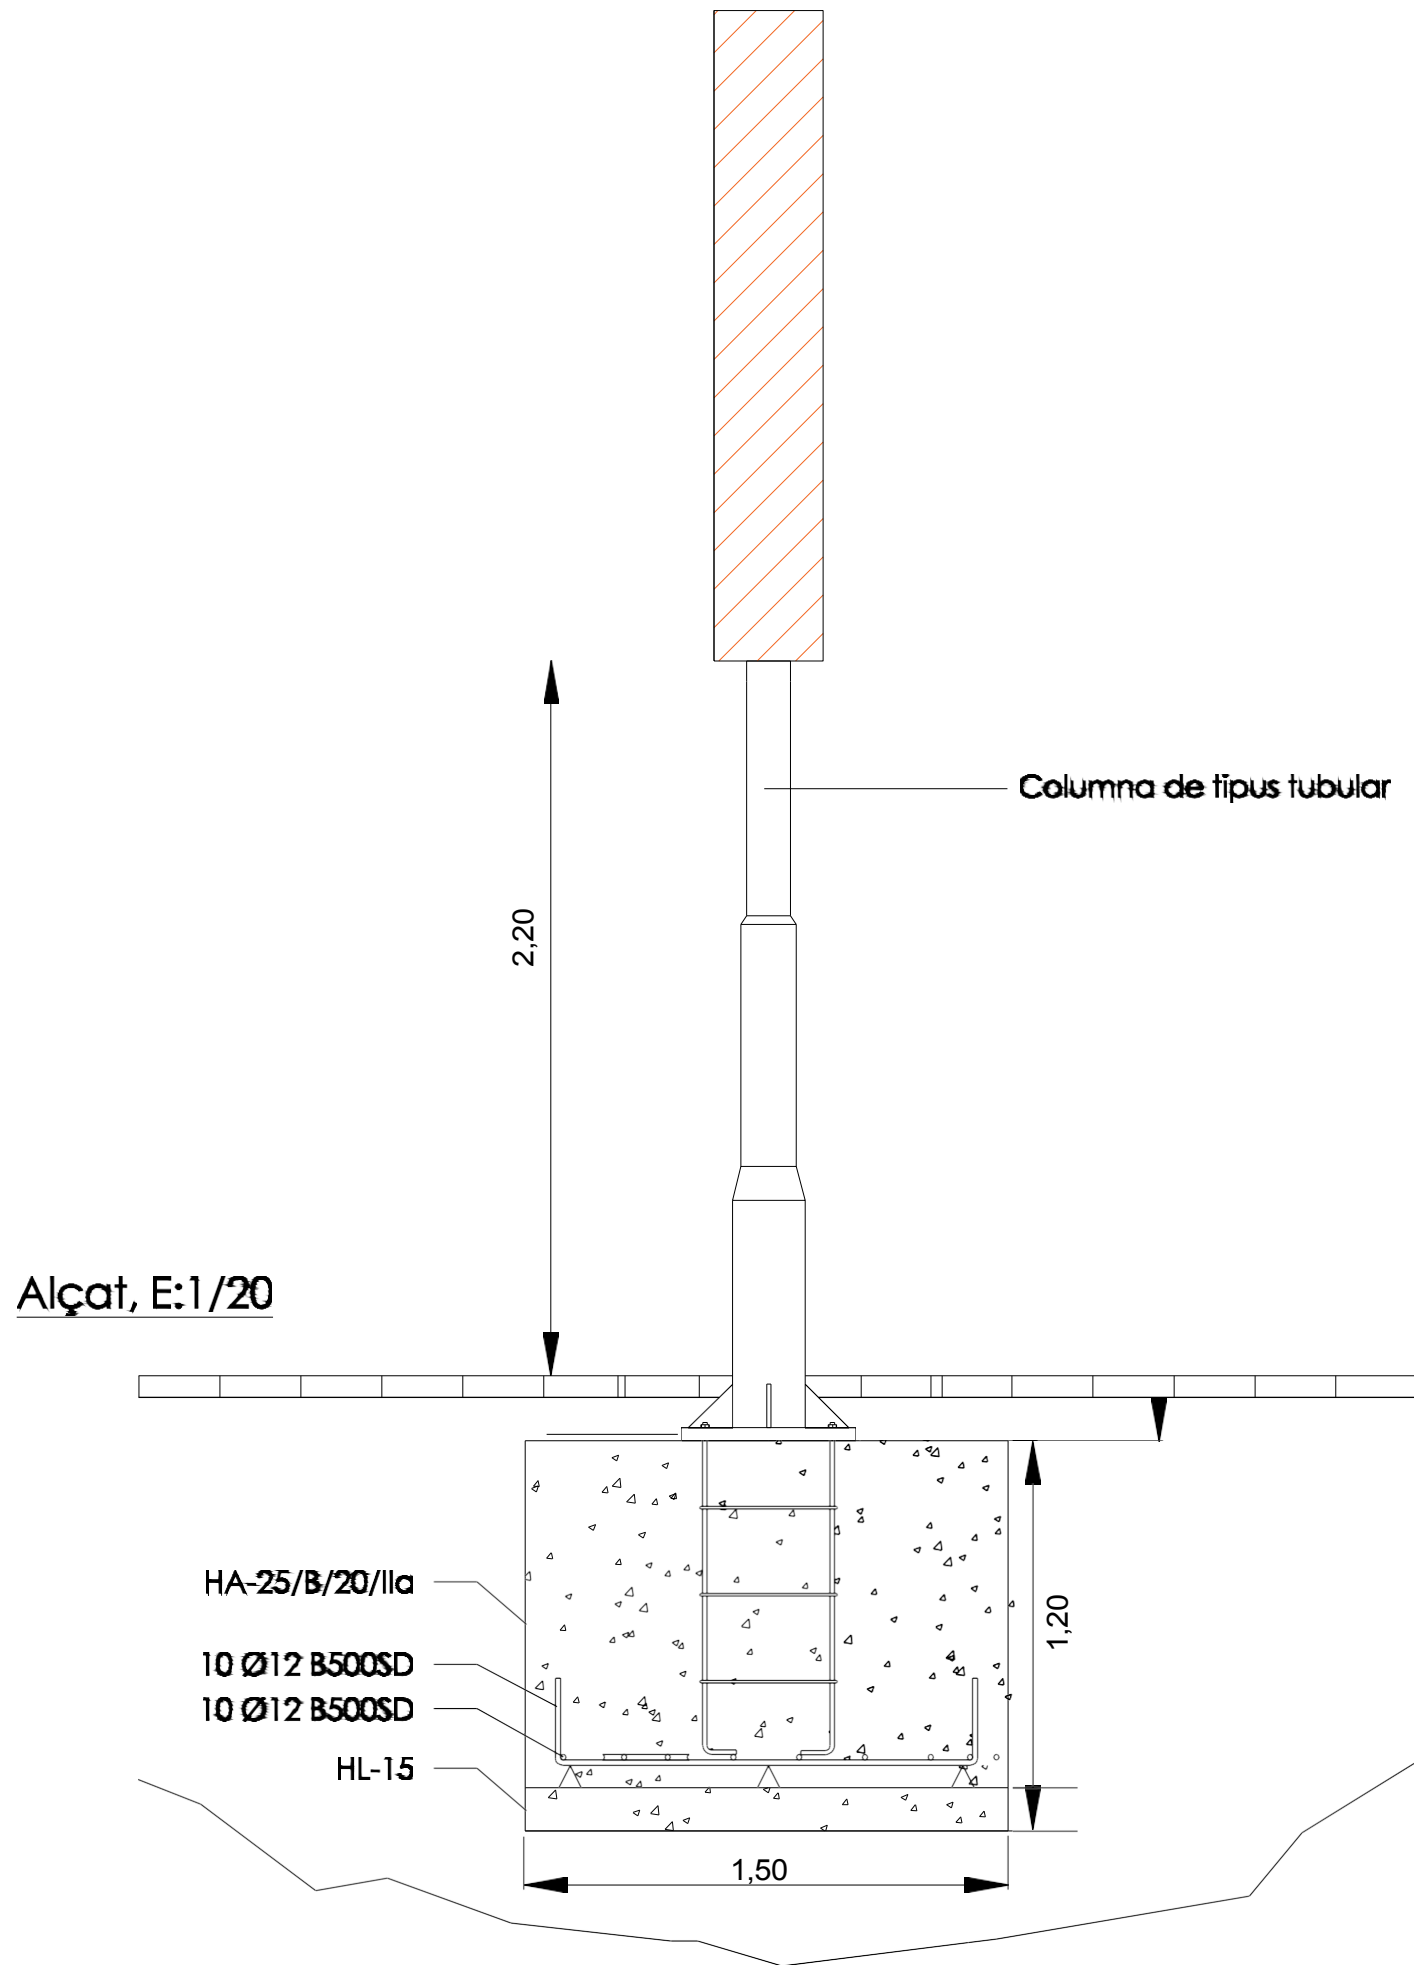 Columna de tipus tubular
2,20
Alçat, E:1/20
HA-25/B/20/IIa
1,20
10 Ø12 B500SD
10 Ø12 B500SD
HL-15
1,50